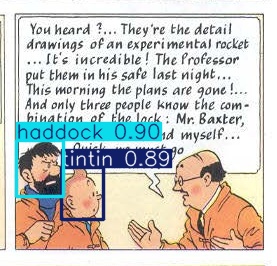 You heard ?... They're the detail
drawings of an experimental rocket
... It's incredible! The Professor
put them in his safe last night...
This morning the plans are gone!...
And only three people know the com-
bination of the lock: Mr. Baxter,
haddock 0.90
nd myself...
tintin 0.89
go